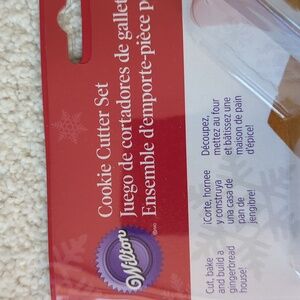 Wilton
Cookie Cutter Set
Juego de cortadores de
Ensemble d'emporte-pièce
Cut, bake
and build a
gingerbread
house!
¡Corte, hornee
y construya
una casa de
pan de
jengibre!
Découpez,
mettez au four
et bâtissez une
maison de pain
d'épice!